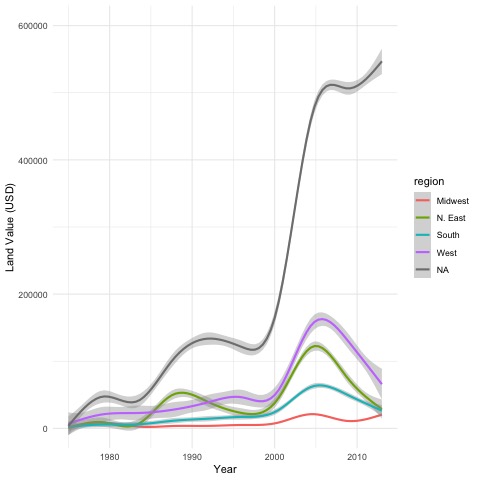 600000
400000
200000
0
Land Value (USD)
1980
1990
2000
2010
Year
region
Midwest
N. East
South
West
NA